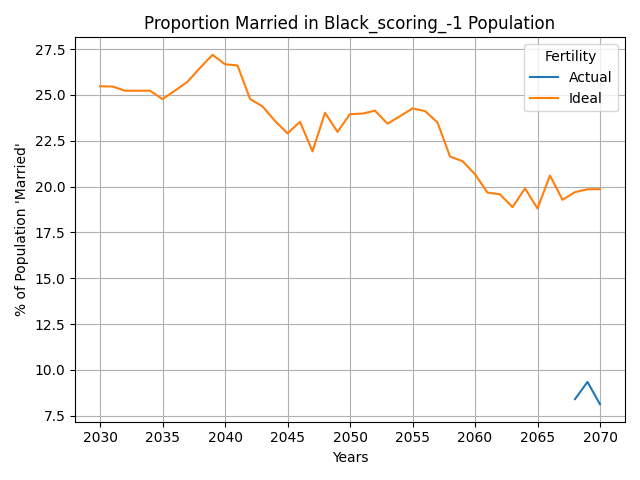 Proportion Married in Black_scoring_-1 Population
Fertility
Actual
Ideal
% of Population 'Married'
27.5
25.0
22.5
20.0
17.5
15.0
12.5
10.0
7.5
2030 2035 2040 2045 2050 2055 2060 2065 2070
Years